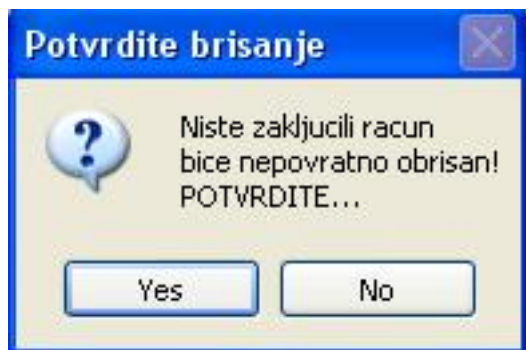 Potvrdite brisanje
Niste zakljucili racun
bice nepovratno obrisan!
POTVRDITE...
Yes
No